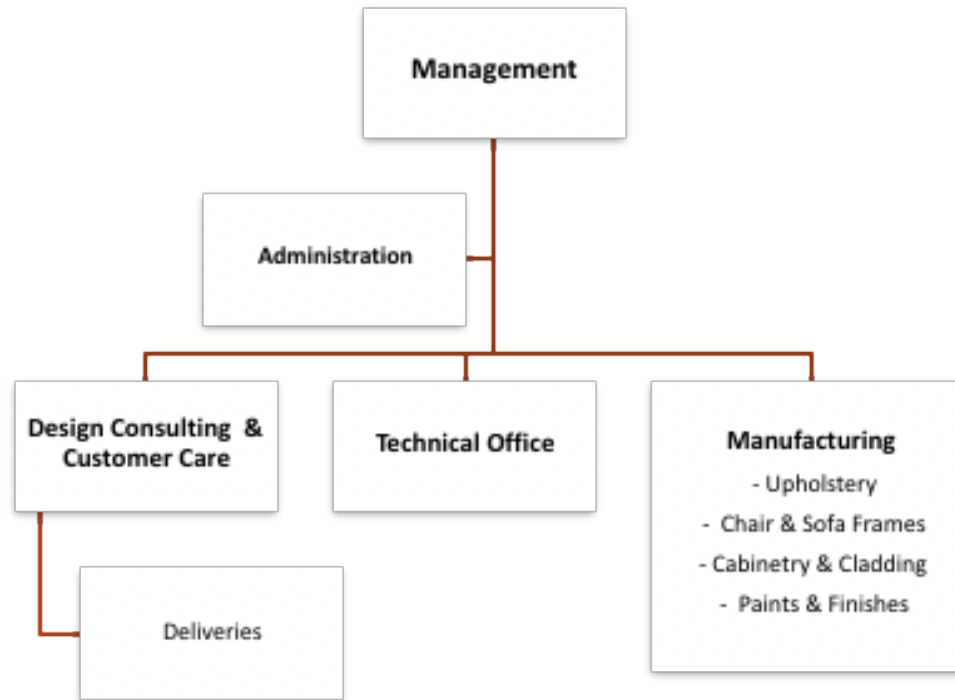 Management
Administration
Design Consulting &
Customer Care
Technical Office
Manufacturing
- Upholstery
- Chair & Sofa Frames
- Cabinetry & Cladding
- Paints & Finishes
Deliveries